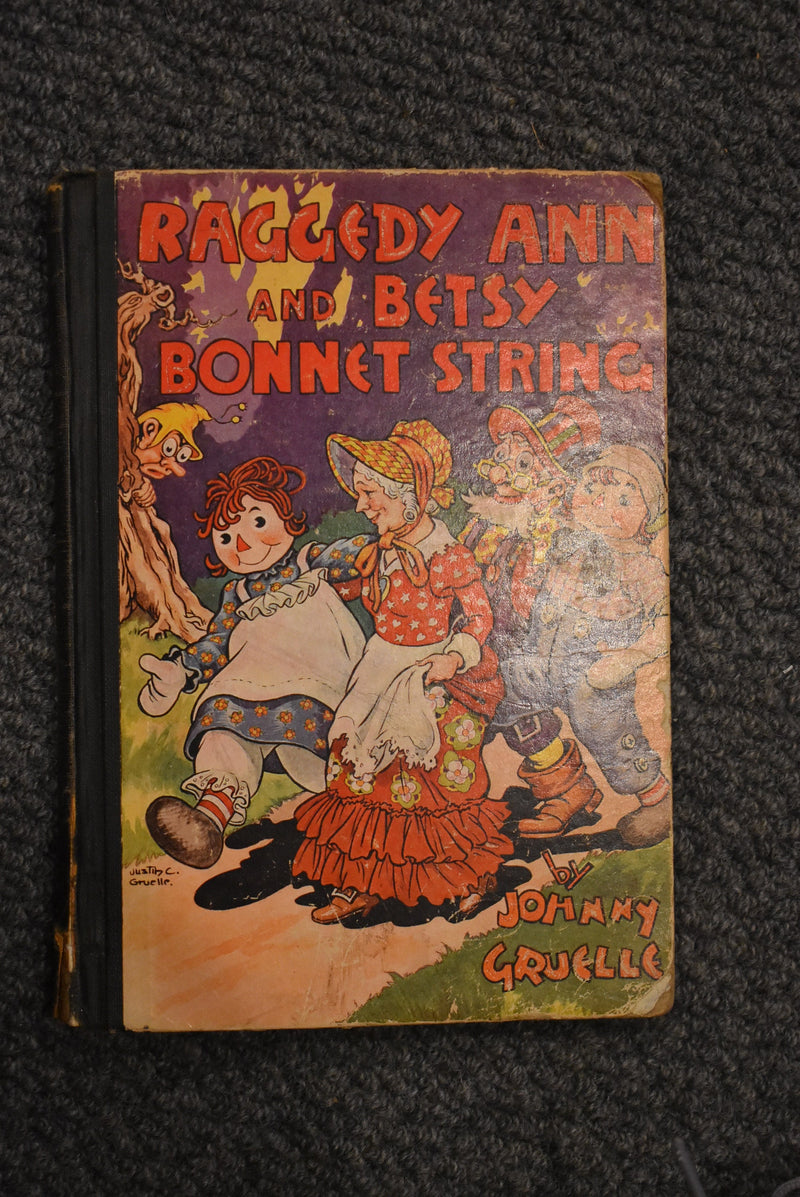 RAGGEDY ANN
AND BETSY
BONNET STRING
Justin C.
Gruelle.
by
JOHNNY
GRUELLE